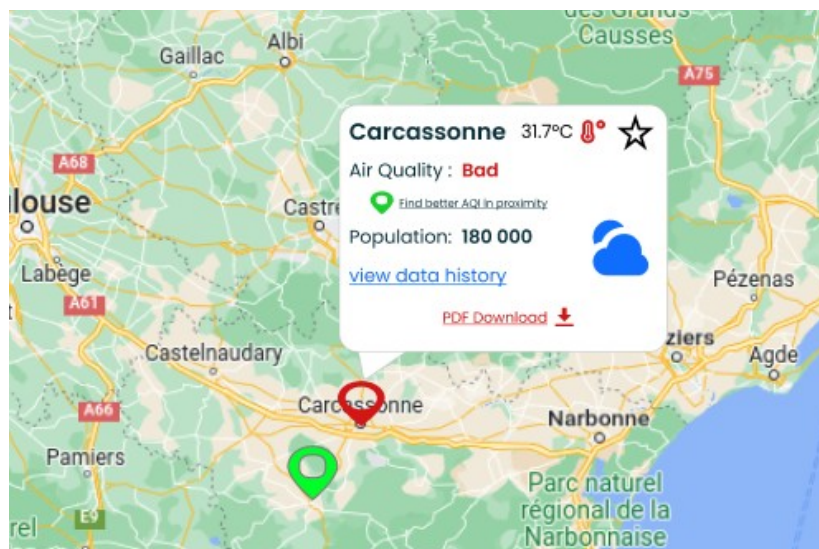 des Grands
Causses
Albi
Gaillac
A75
Carcassonne 31.7°C
A68
Air Quality : Bad
louse
Castre
Find better AQI in proximity
Population: 180 000
Labège
view data history
Pézenas
A61
PDF Download
ziers
Castelnaudary
Agde
Carcassonne
A66
Narbonne
Pamiers
Parc naturel
régional de la
Narbonnaise
E9
rel